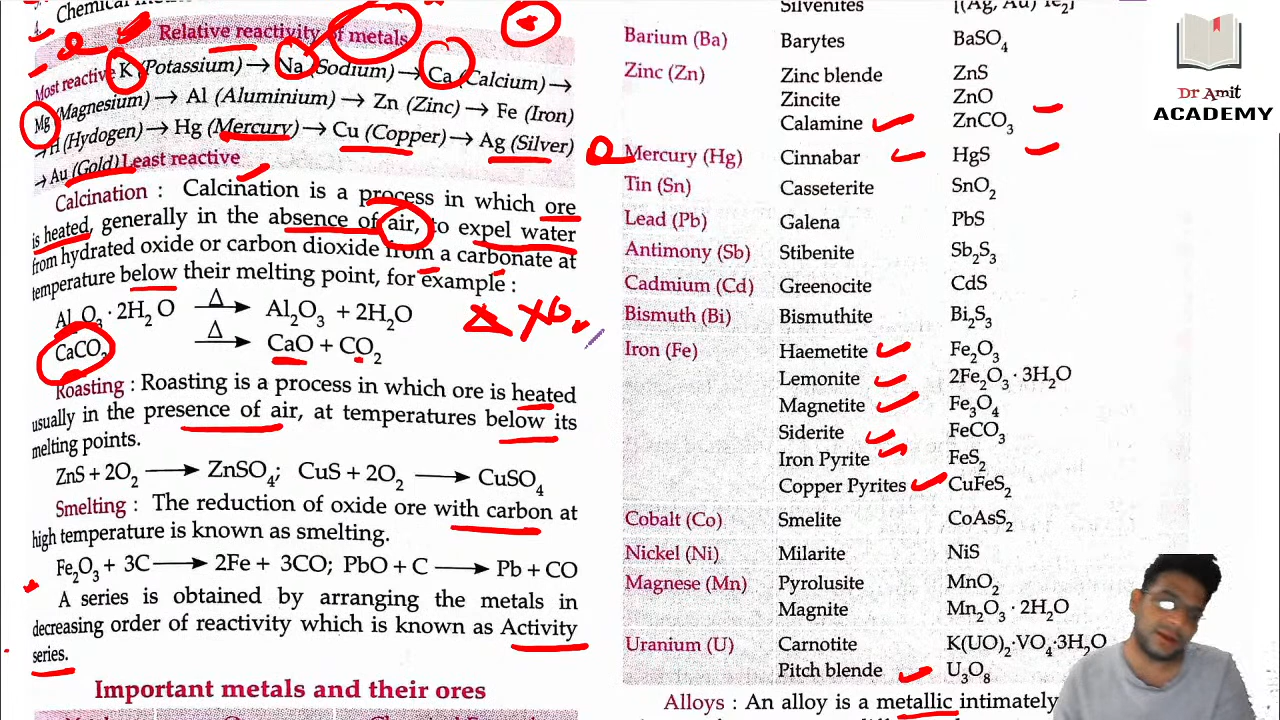 Chemical
Relative reactivity of metals
Most reactive K (Potassium) → Na (Sodium) → Ca (Calcium) →
Mg (Magnesium) → Al (Aluminium) → Zn (Zinc) → Fe (Iron)
→ H (Hydogen) → Hg (Mercury) → Cu (Copper) → Ag (Silver)
→ Au (Gold) Least reactive
Calcination : Calcination is a process in which ore
is heated, generally in the absence of air, to expel water
from hydrated oxide or carbon dioxide from a carbonate at
temperature below their melting point, for example :
Al₂O₃ · 2H₂O —Δ→ Al₂O₃ + 2H₂O
CaCO₃ —Δ→ CaO + CO₂
Roasting : Roasting is a process in which ore is heated
usually in the presence of air, at temperatures below its
melting points.
ZnS + 2O₂ ⟶ ZnSO₄; CuS + 2O₂ ⟶ CuSO₄
Smelting : The reduction of oxide ore with carbon at
high temperature is known as smelting.
Fe₂O₃ + 3C ⟶ 2Fe + 3CO; PbO + C ⟶ Pb + CO
A series is obtained by arranging the metals in
decreasing order of reactivity which is known as Activity
series.
Important metals and their ores
Silvenites [(Ag, Au) Te₂]
Barium (Ba) Barytes BaSO₄
Zinc (Zn) Zinc blende ZnS
Zincite ZnO
Calamine ZnCO₃
Mercury (Hg) Cinnabar HgS
Tin (Sn) Casseterite SnO₂
Lead (Pb) Galena PbS
Antimony (Sb) Stibenite Sb₂S₃
Cadmium (Cd) Greenocite CdS
Bismuth (Bi) Bismuthite Bi₂S₃
Iron (Fe) Haemetite Fe₂O₃
Lemonite 2Fe₂O₃ · 3H₂O
Magnetite Fe₃O₄
Siderite FeCO₃
Iron Pyrite FeS₂
Copper Pyrites CuFeS₂
Cobalt (Co) Smelite CoAsS₂
Nickel (Ni) Milarite NiS
Magnese (Mn) Pyrolusite MnO₂
Magnite Mn₂O₃ · 2H₂O
Uranium (U) Carnotite K(UO)₂·VO₄·3H₂O
Pitch blende U₃O₈
Alloys : An alloy is a metallic intimately
Dr Amit
ACADEMY